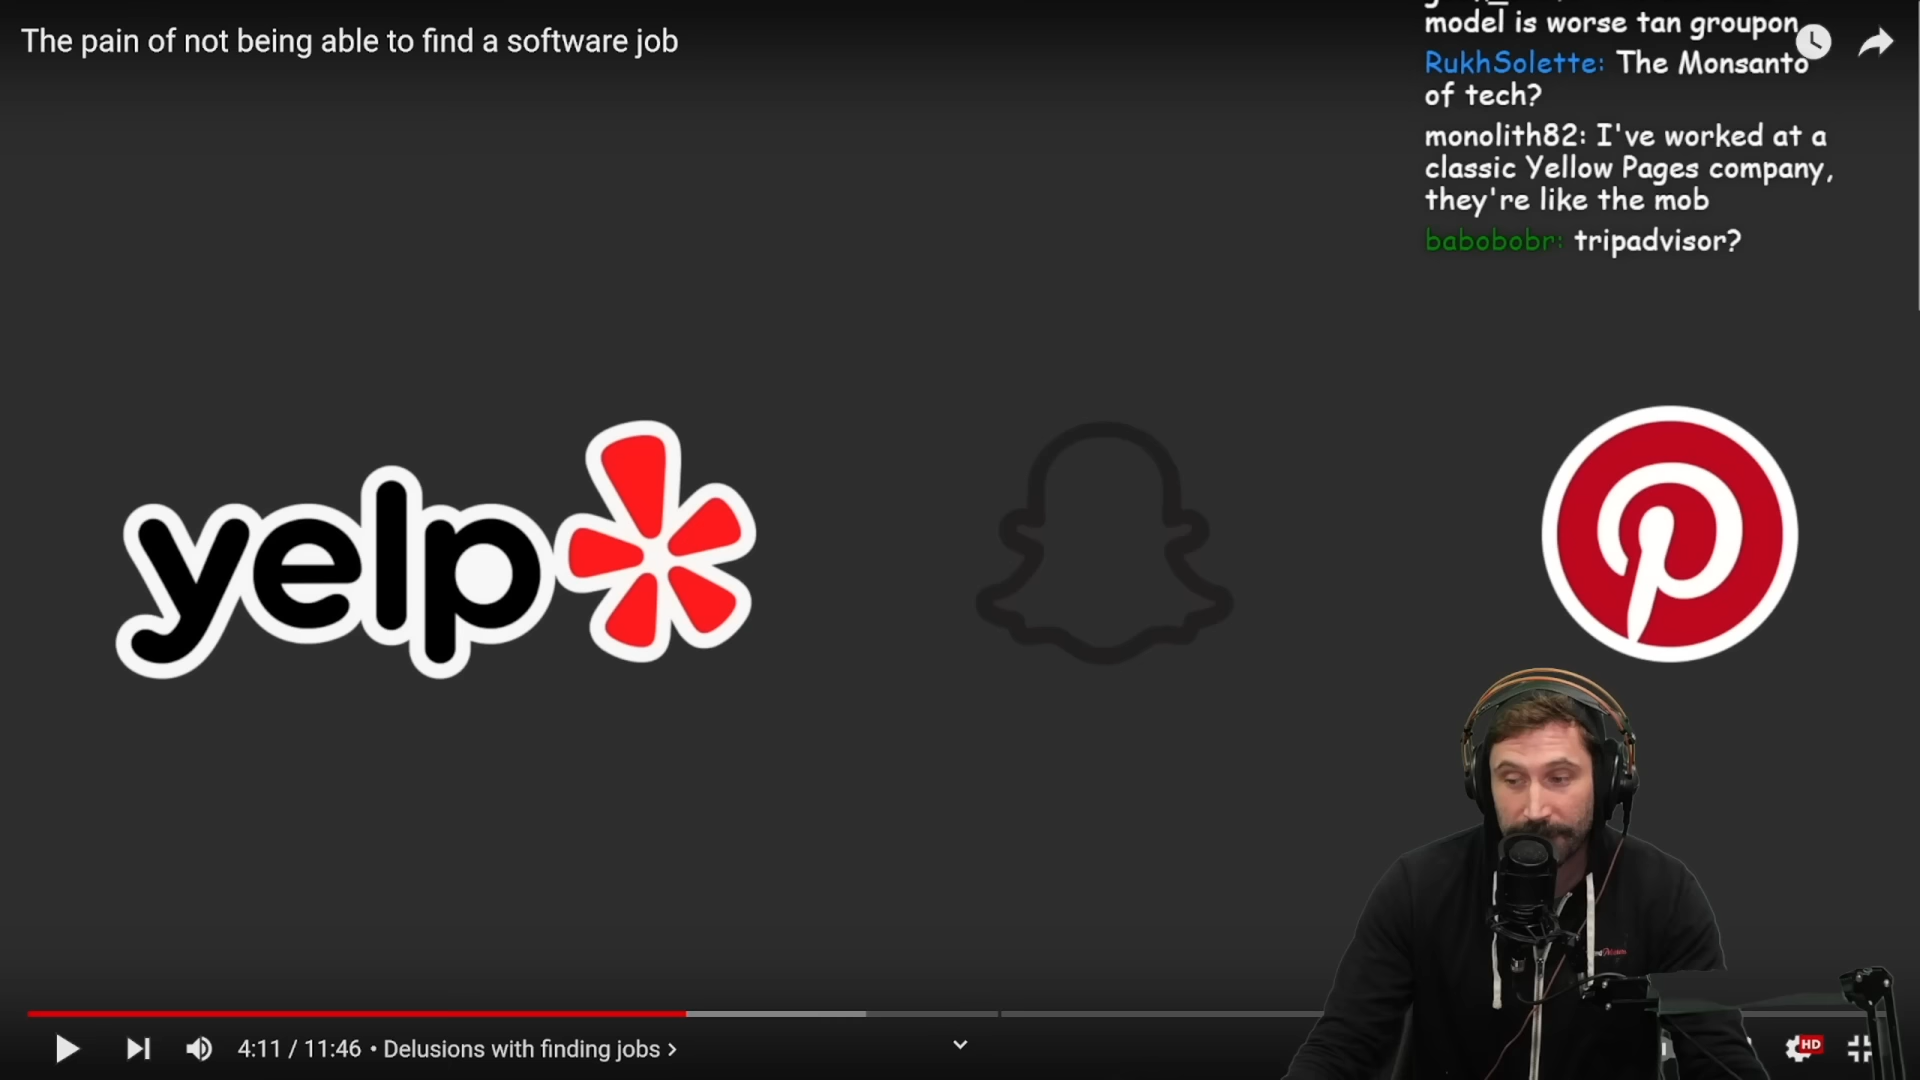 The pain of not being able to find a software job
model is worse tan groupon
RukhSolette: The Monsanto
of tech?
monolith82: I've worked at a
classic Yellow Pages company,
they're like the mob
babobobr: tripadvisor?
yelp
4:11 / 11:46 • Delusions with finding jobs >
HD